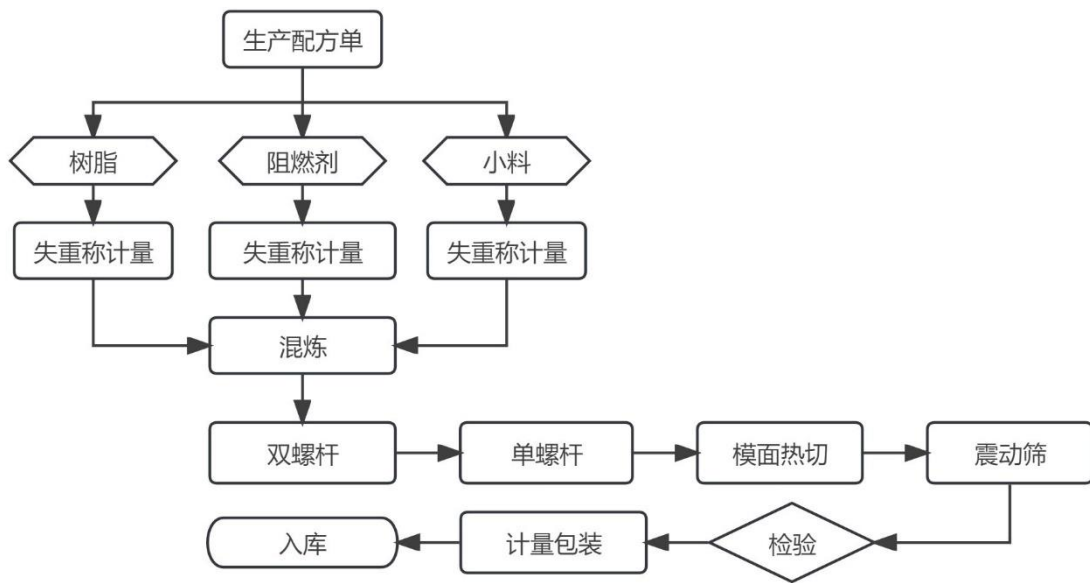 生产配方单
树脂
阻燃剂
小料
失重称计量
失重称计量
失重称计量
混炼
双螺杆
单螺杆
模面热切
震动筛
入库
计量包装
检验